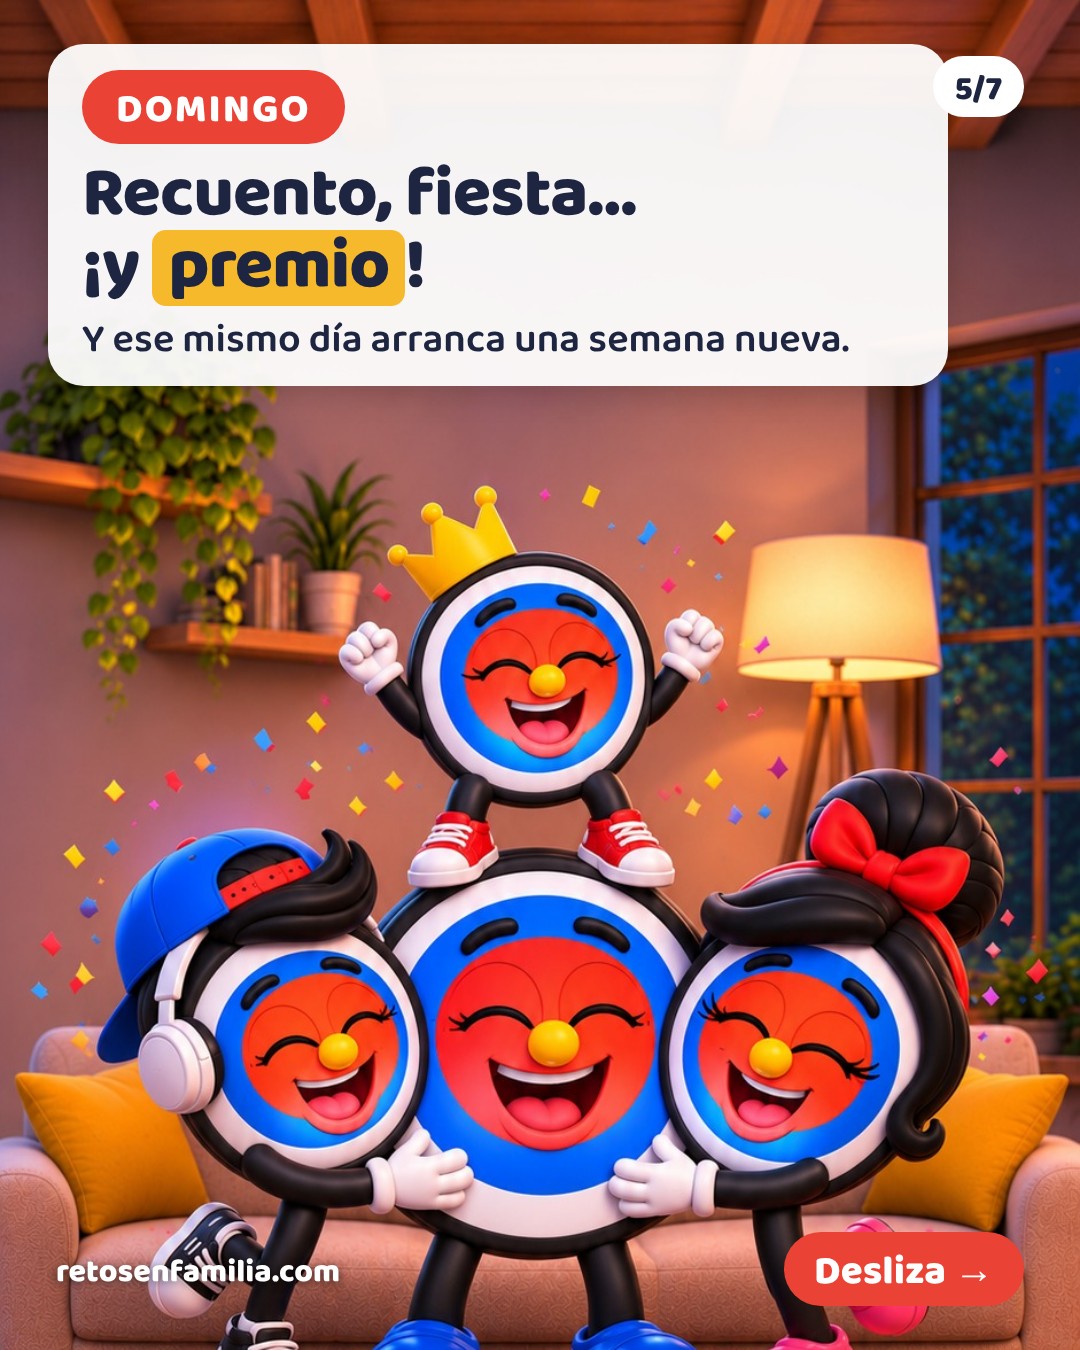 DOMINGO
5/7
Recuento, fiesta...
¡y premio!
Y ese mismo día arranca una semana nueva.
retosenfamilia.com
Desliza →